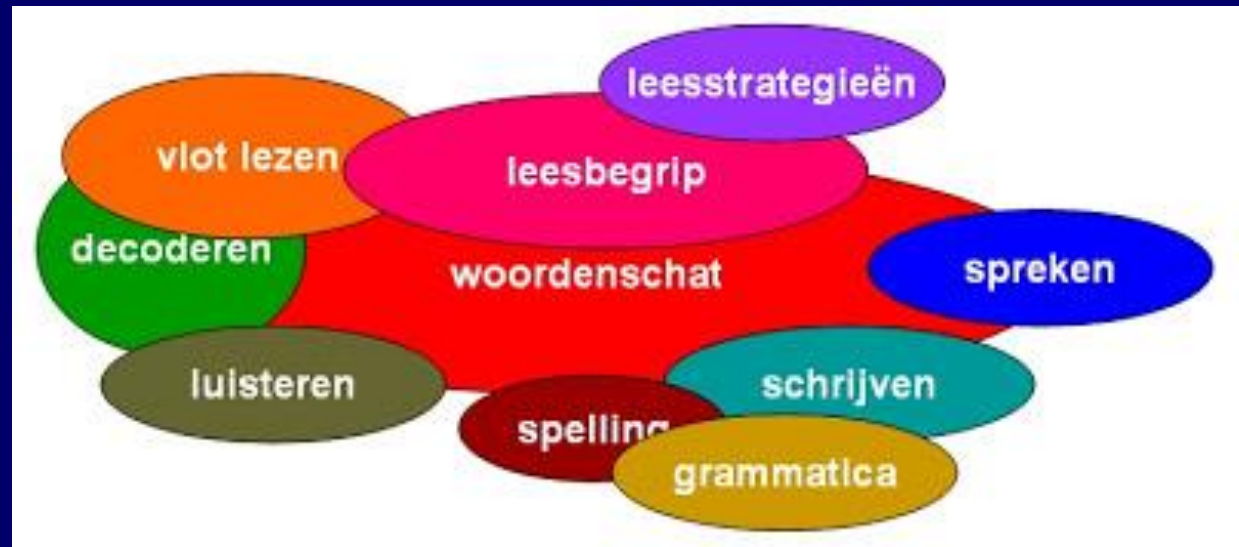 leesstrategieën
vlot lezen
leesbegrip
decoderen
woordenschat
spreken
luisteren
schrijven
spelling
grammatica